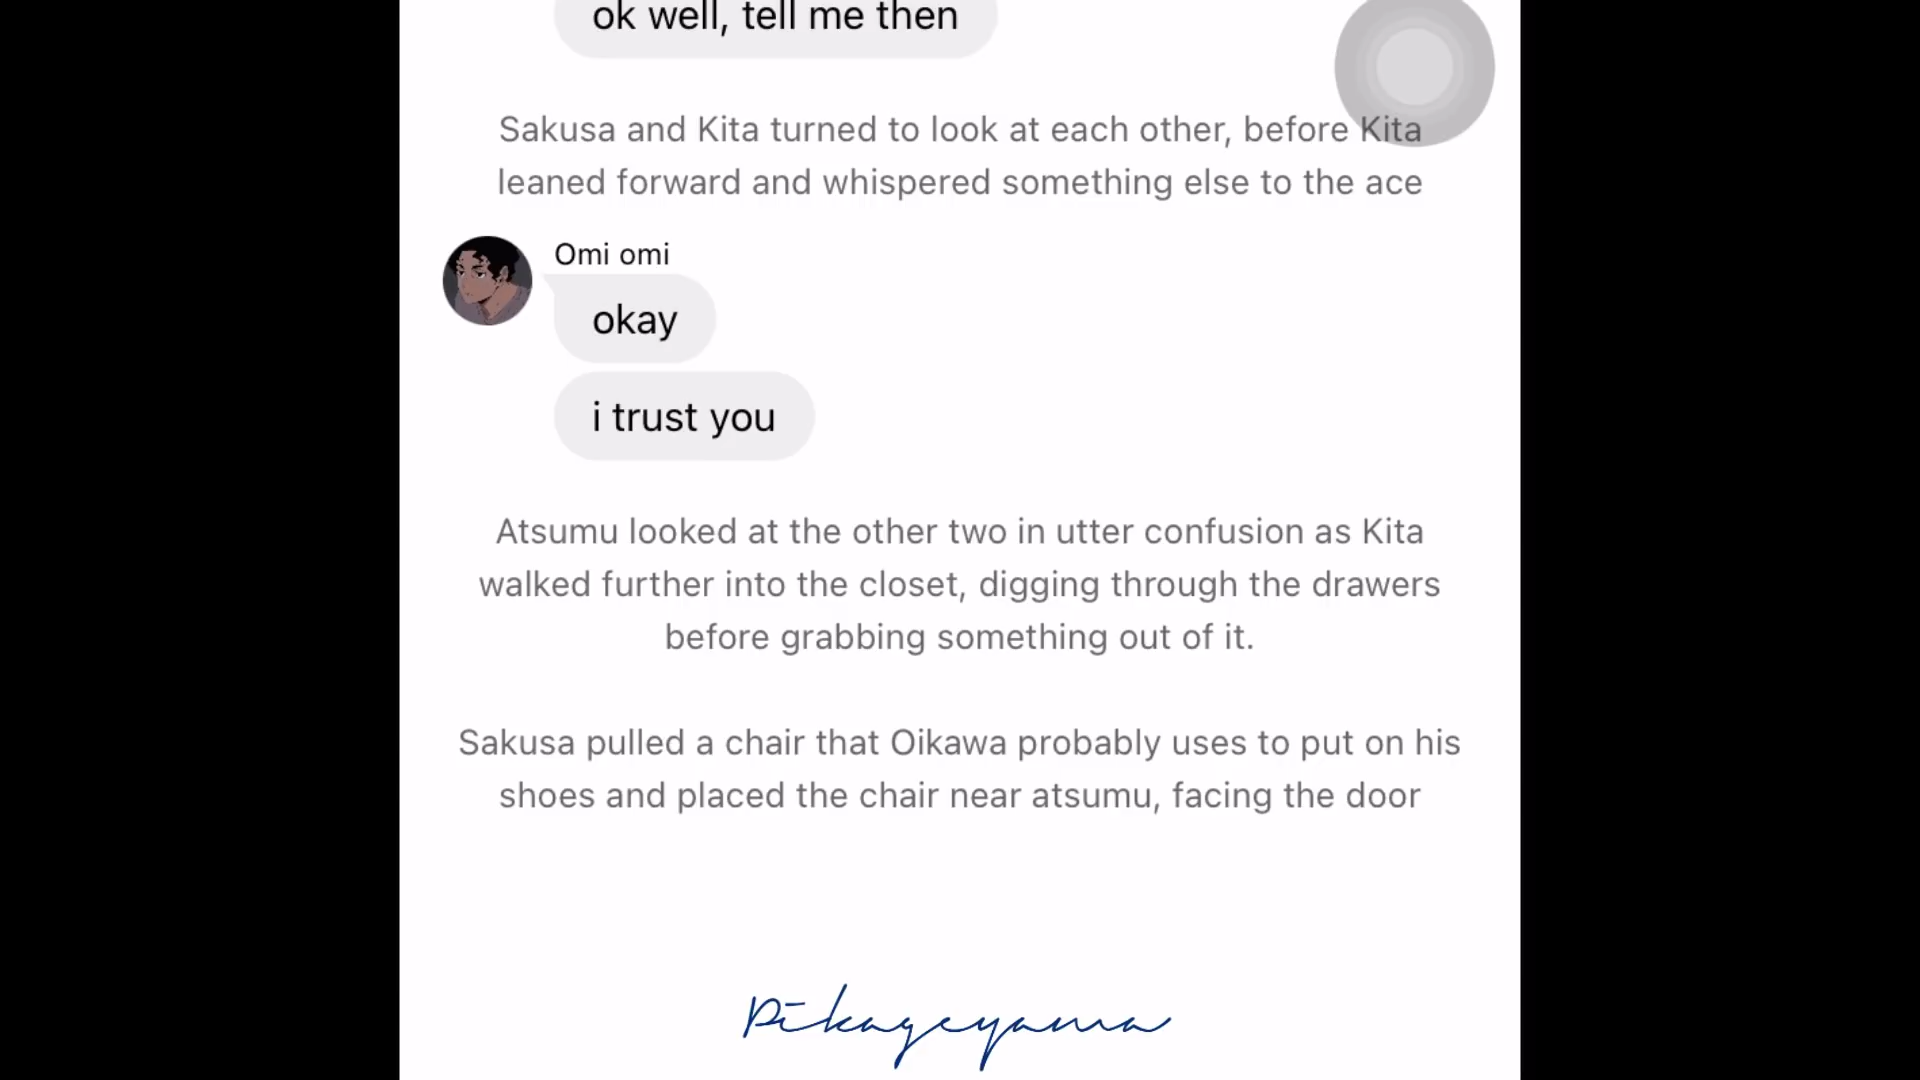 ok well, tell me then
Sakusa and Kita turned to look at each other, before Kita
leaned forward and whispered something else to the ace
Omi omi
okay
i trust you
Atsumu looked at the other two in utter confusion as Kita
walked further into the closet, digging through the drawers
before grabbing something out of it.
Sakusa pulled a chair that Oikawa probably uses to put on his
shoes and placed the chair near atsumu, facing the door
Pikageyama